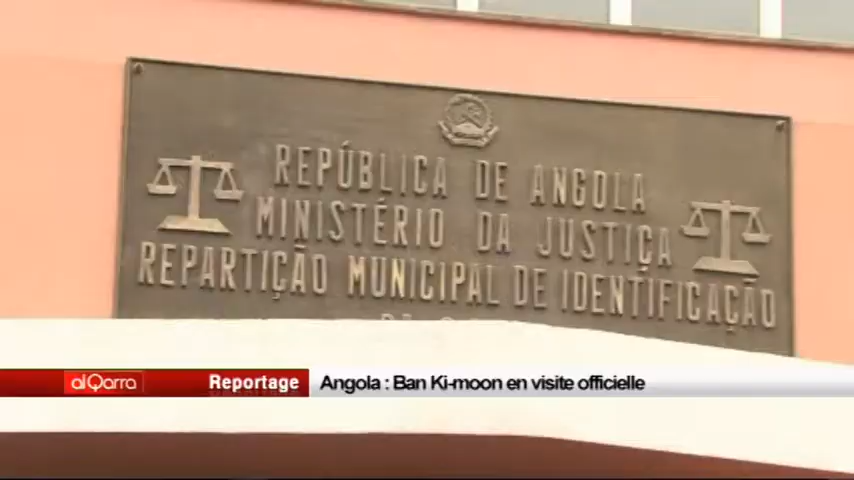 REPÚBLICA DE ANGOLA
MINISTÉRIO DA JUSTIÇA
REPARTIÇÃO MUNICIPAL DE IDENTIFICAÇÃO
alQarra Reportage Angola : Ban Ki-moon en visite officielle